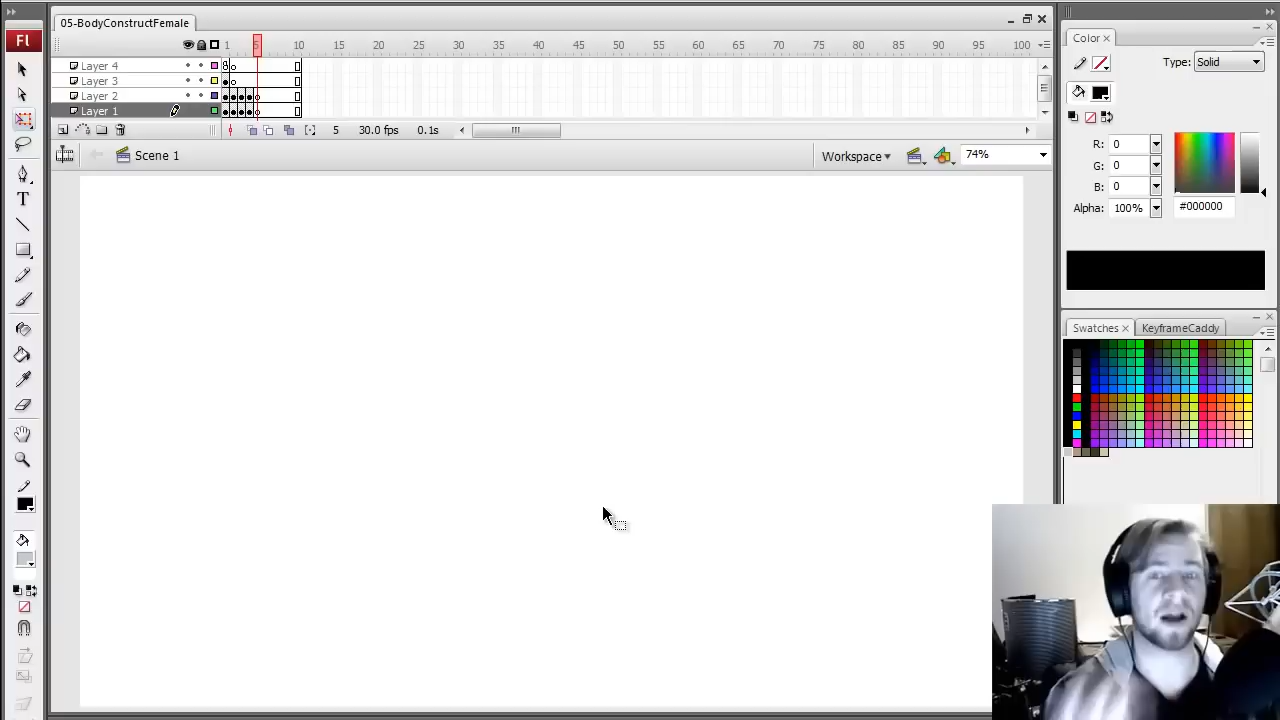 05-BodyConstructFemale
Fl
1 5 10 15 20 25 30 35 40 45 50 55 60 65 70 75 80 85 90 95 100
Layer 4
Layer 3
Layer 2
Layer 1
5 30.0 fps 0.1s
Scene 1
Workspace
74%
Color
Type: Solid
R: 0
G: 0
B: 0
Alpha: 100% #000000
Swatches KeyframeCaddy
T